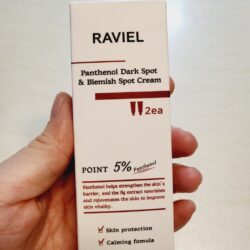 RAVIEL
Panthenol Dark Spot
& Blemish Spot Cream
2ea
POINT 5% Panthenol
Panthenol helps strengthen the skin's
barrier, and the fig extract nourishes
and rejuvenates the skin to improve
skin vitality.
Skin protection
Calming fomula